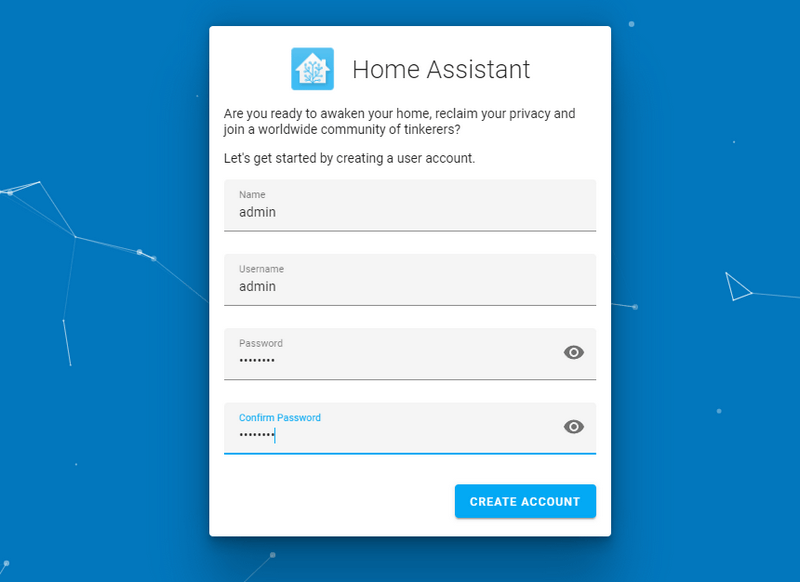 Home Assistant
Are you ready to awaken your home, reclaim your privacy and
join a worldwide community of tinkerers?
Let's get started by creating a user account.
Name
admin
Username
admin
Password
••••••••
Confirm Password
••••••••
CREATE ACCOUNT